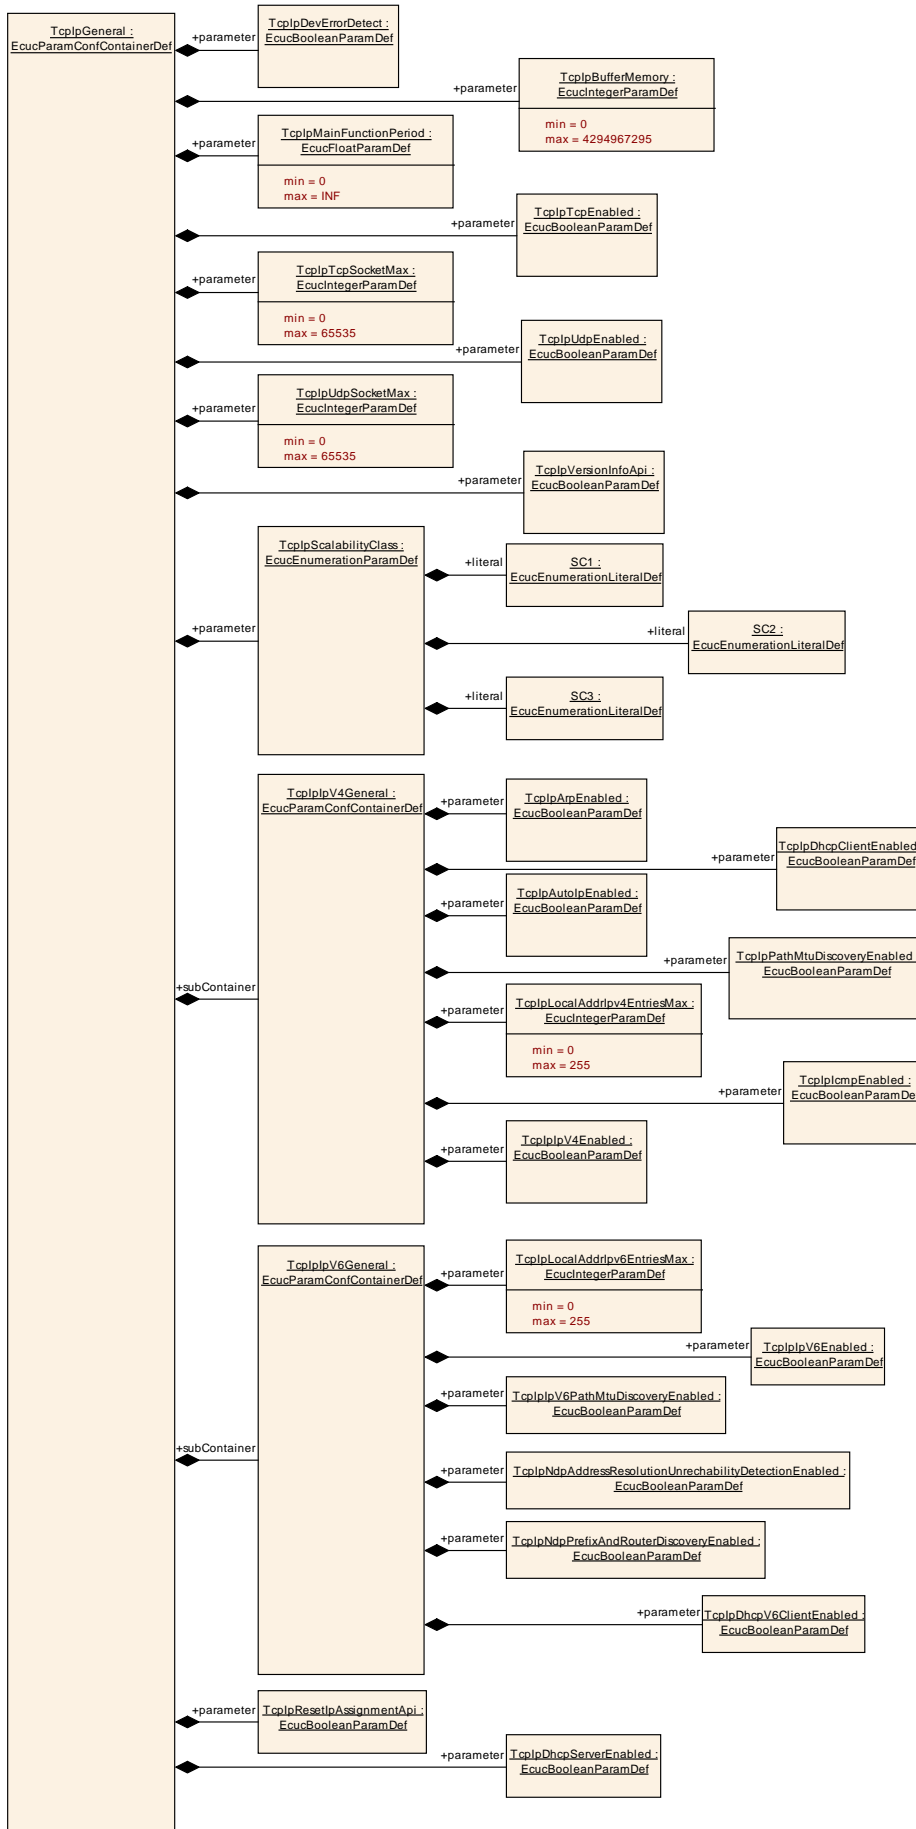 TcpIpGeneral :
EcucParamConfContainerDef
+parameter
TcpIpDevErrorDetect :
EcucBooleanParamDef
+parameter
TcpIpBufferMemory :
EcucIntegerParamDef
min = 0
max = 4294967295
+parameter
TcpIpMainFunctionPeriod :
EcucFloatParamDef
min = 0
max = INF
+parameter
TcpIpTcpEnabled :
EcucBooleanParamDef
+parameter
TcpIpTcpSocketMax :
EcucIntegerParamDef
min = 0
max = 65535
+parameter
TcpIpUdpEnabled :
EcucBooleanParamDef
+parameter
TcpIpUdpSocketMax :
EcucIntegerParamDef
min = 0
max = 65535
+parameter
TcpIpVersionInfoApi :
EcucBooleanParamDef
+parameter
TcpIpScalabilityClass :
EcucEnumerationParamDef
+literal
SC1 :
EcucEnumerationLiteralDef
+literal
SC2 :
EcucEnumerationLiteralDef
+literal
SC3 :
EcucEnumerationLiteralDef
+subContainer
TcpIpIpV4General :
EcucParamConfContainerDef
+parameter
TcpIpArpEnabled :
EcucBooleanParamDef
+parameter
TcpIpDhcpClientEnabled
EcucBooleanParamDef
+parameter
TcpIpAutoIpEnabled :
EcucBooleanParamDef
+parameter
TcpIpPathMtuDiscoveryEnabled :
EcucBooleanParamDef
+parameter
TcpIpLocalAddrIpv4EntriesMax :
EcucIntegerParamDef
min = 0
max = 255
+parameter
TcpIpIcmpEnabled :
EcucBooleanParamDe
+parameter
TcpIpIpV4Enabled :
EcucBooleanParamDef
+subContainer
TcpIpIpV6General :
EcucParamConfContainerDef
+parameter
TcpIpLocalAddrIpv6EntriesMax :
EcucIntegerParamDef
min = 0
max = 255
+parameter
TcpIpIpV6Enabled :
EcucBooleanParamDef
+parameter
TcpIpIpV6PathMtuDiscoveryEnabled :
EcucBooleanParamDef
+parameter
TcpIpNdpAddressResolutionUnrechabilityDetectionEnabled :
EcucBooleanParamDef
+parameter
TcpIpNdpPrefixAndRouterDiscoveryEnabled :
EcucBooleanParamDef
+parameter
TcpIpDhcpV6ClientEnabled :
EcucBooleanParamDef
+parameter
TcpIpResetIpAssignmentApi :
EcucBooleanParamDef
+parameter
TcpIpDhcpServerEnabled :
EcucBooleanParamDef